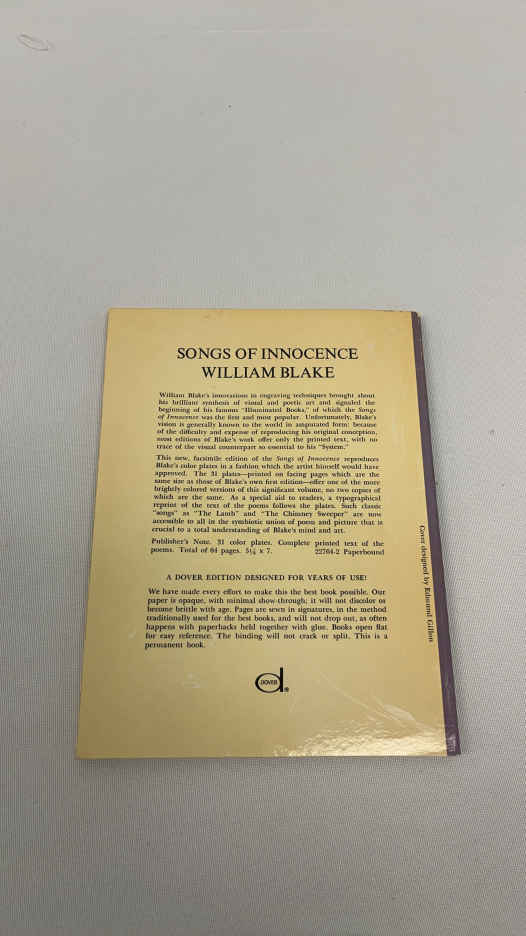 SONGS OF INNOCENCE
WILLIAM BLAKE
William Blake's innovations in engraving techniques brought about
his brilliant synthesis of visual and poetic art and signaled the
beginning of his famous "Illuminated Books," of which the Songs
of Innocence was the first and most popular. Unfortunately, Blake's
vision is generally known to the world in amputated form: because
of the difficulty and expense of reproducing his original conception,
most editions of Blake's work offer only the printed text, with no
trace of the visual counterpart so essential to his "System."
This new, facsimile edition of the Songs of Innocence reproduces
Blake's color plates in a fashion which the artist himself would have
approved. The 31 plates—printed on facing pages which are the
same size as those of Blake's own first edition—offer one of the more
brightly colored versions of this significant volume, no two copies of
which are the same. As a special aid to readers, a typographical
reprint of the text of the poems follows the plates. Such classic
"songs" as "The Lamb" and "The Chimney Sweeper" are now
accessible to all in the symbiotic union of poem and picture that is
crucial to a total understanding of Blake's mind and art.
Publisher's Note. 31 color plates. Complete printed text of the
poems. Total of 64 pages. 5¼ x 7. 22764-2 Paperbound
A DOVER EDITION DESIGNED FOR YEARS OF USE!
We have made every effort to make this the best book possible. Our
paper is opaque, with minimal show-through; it will not discolor or
become brittle with age. Pages are sewn in signatures, in the method
traditionally used for the best books, and will not drop out, as often
happens with paperbacks held together with glue. Books open flat
for easy reference. The binding will not crack or split. This is a
permanent book.
DOVER ®
Cover designed by Edmund Gillon